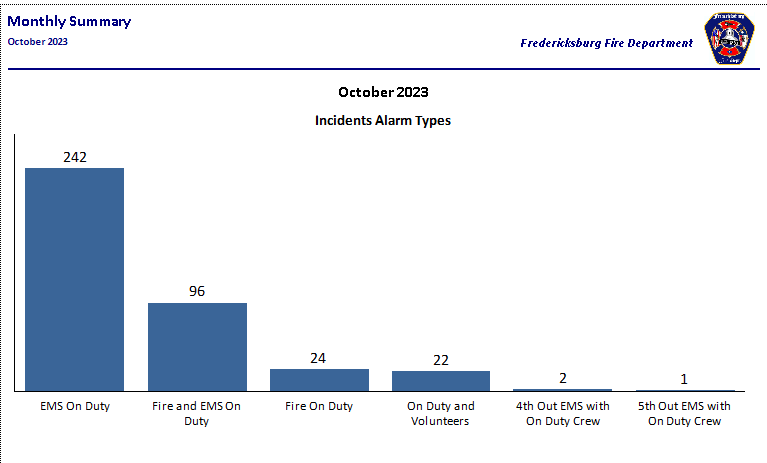 Monthly Summary
October 2023
Fredericksburg Fire Department
October 2023
Incidents Alarm Types
242
96
24
22
2
1
EMS On Duty
Fire and EMS On
Duty
Fire On Duty
On Duty and
Volunteers
4th Out EMS with
On Duty Crew
5th Out EMS with
On Duty Crew